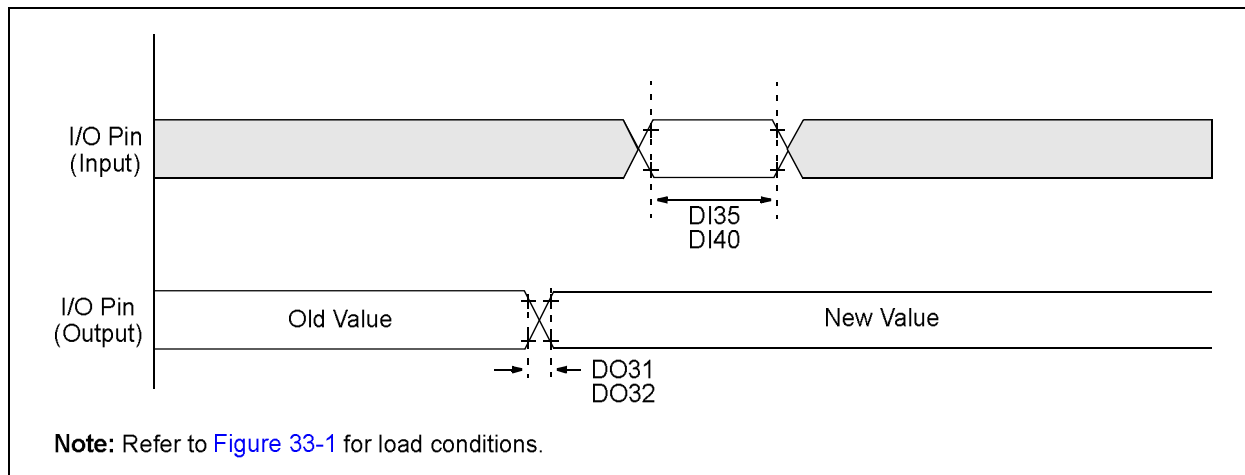 I/O Pin
(Input)
DI35
DI40
I/O Pin
(Output)
Old Value
New Value
DO31
DO32
Note: Refer to Figure 33-1 for load conditions.